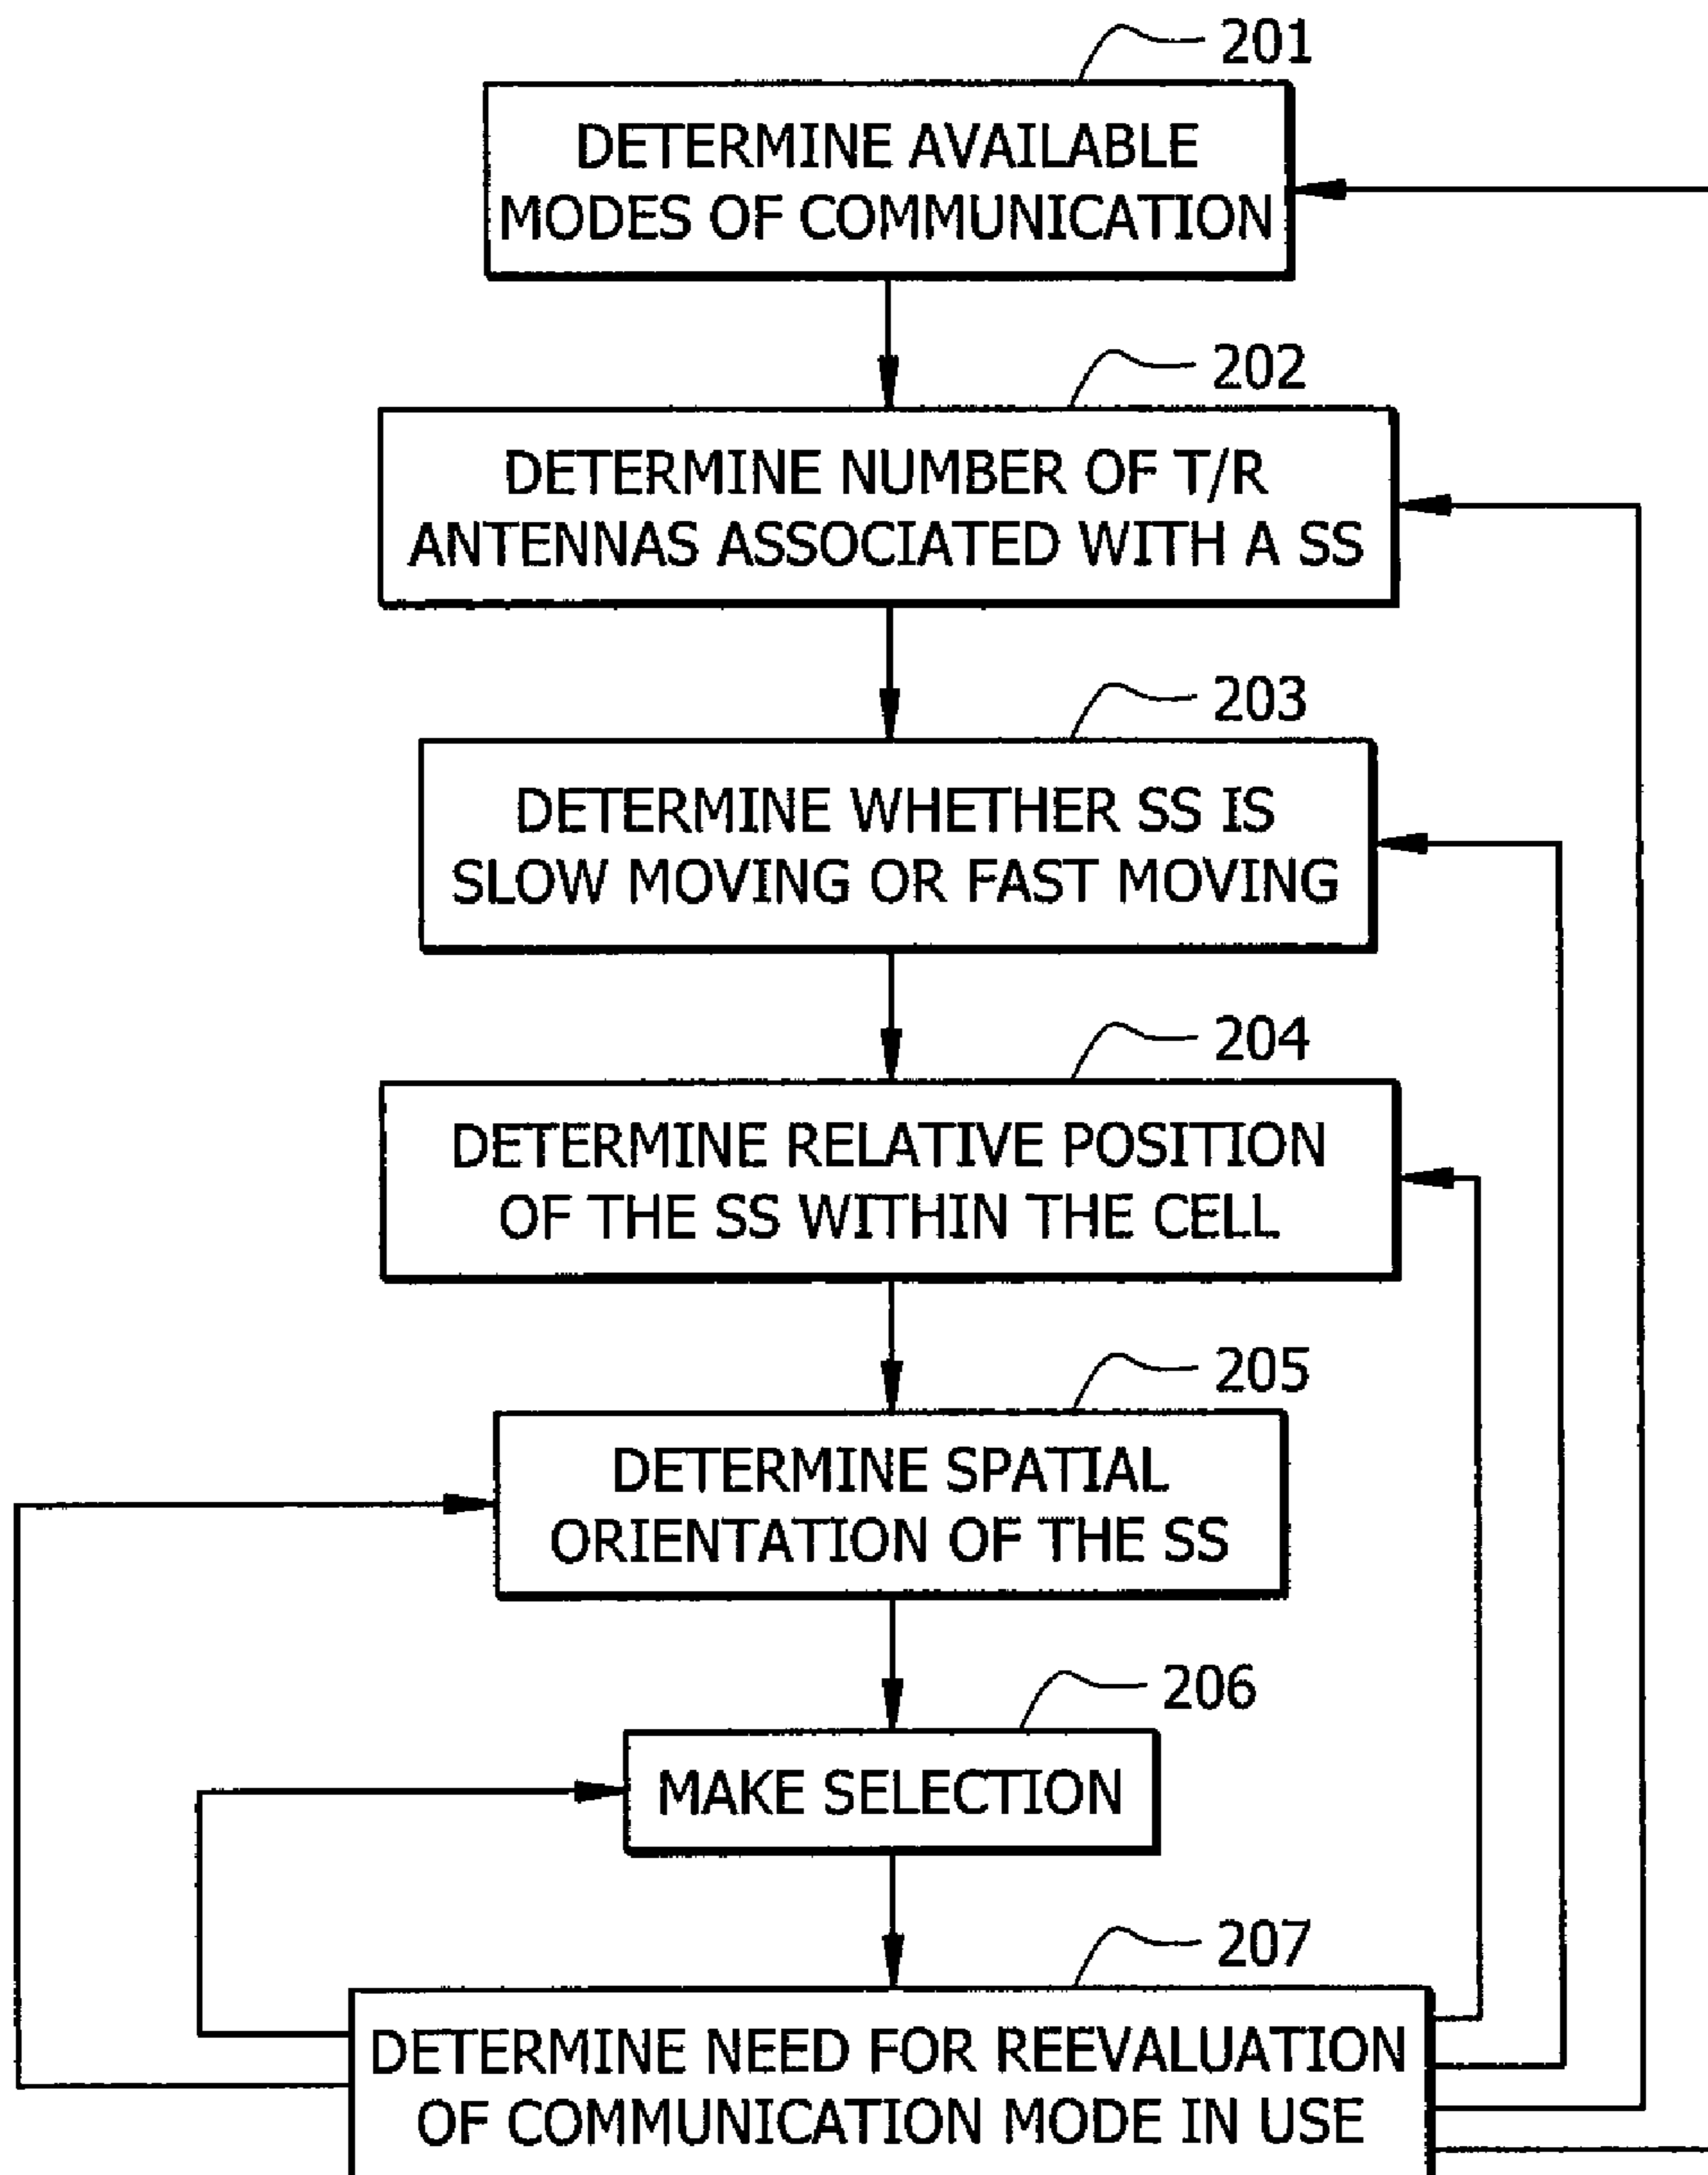 201
DETERMINE AVAILABLE
MODES OF COMMUNICATION
202
DETERMINE NUMBER OF T/R
ANTENNAS ASSOCIATED WITH A SS
203
DETERMINE WHETHER SS IS
SLOW MOVING OR FAST MOVING
204
DETERMINE RELATIVE POSITION
OF THE SS WITHIN THE CELL
205
DETERMINE SPATIAL
ORIENTATION OF THE SS
206
MAKE SELECTION
207
DETERMINE NEED FOR REEVALUATION
OF COMMUNICATION MODE IN USE